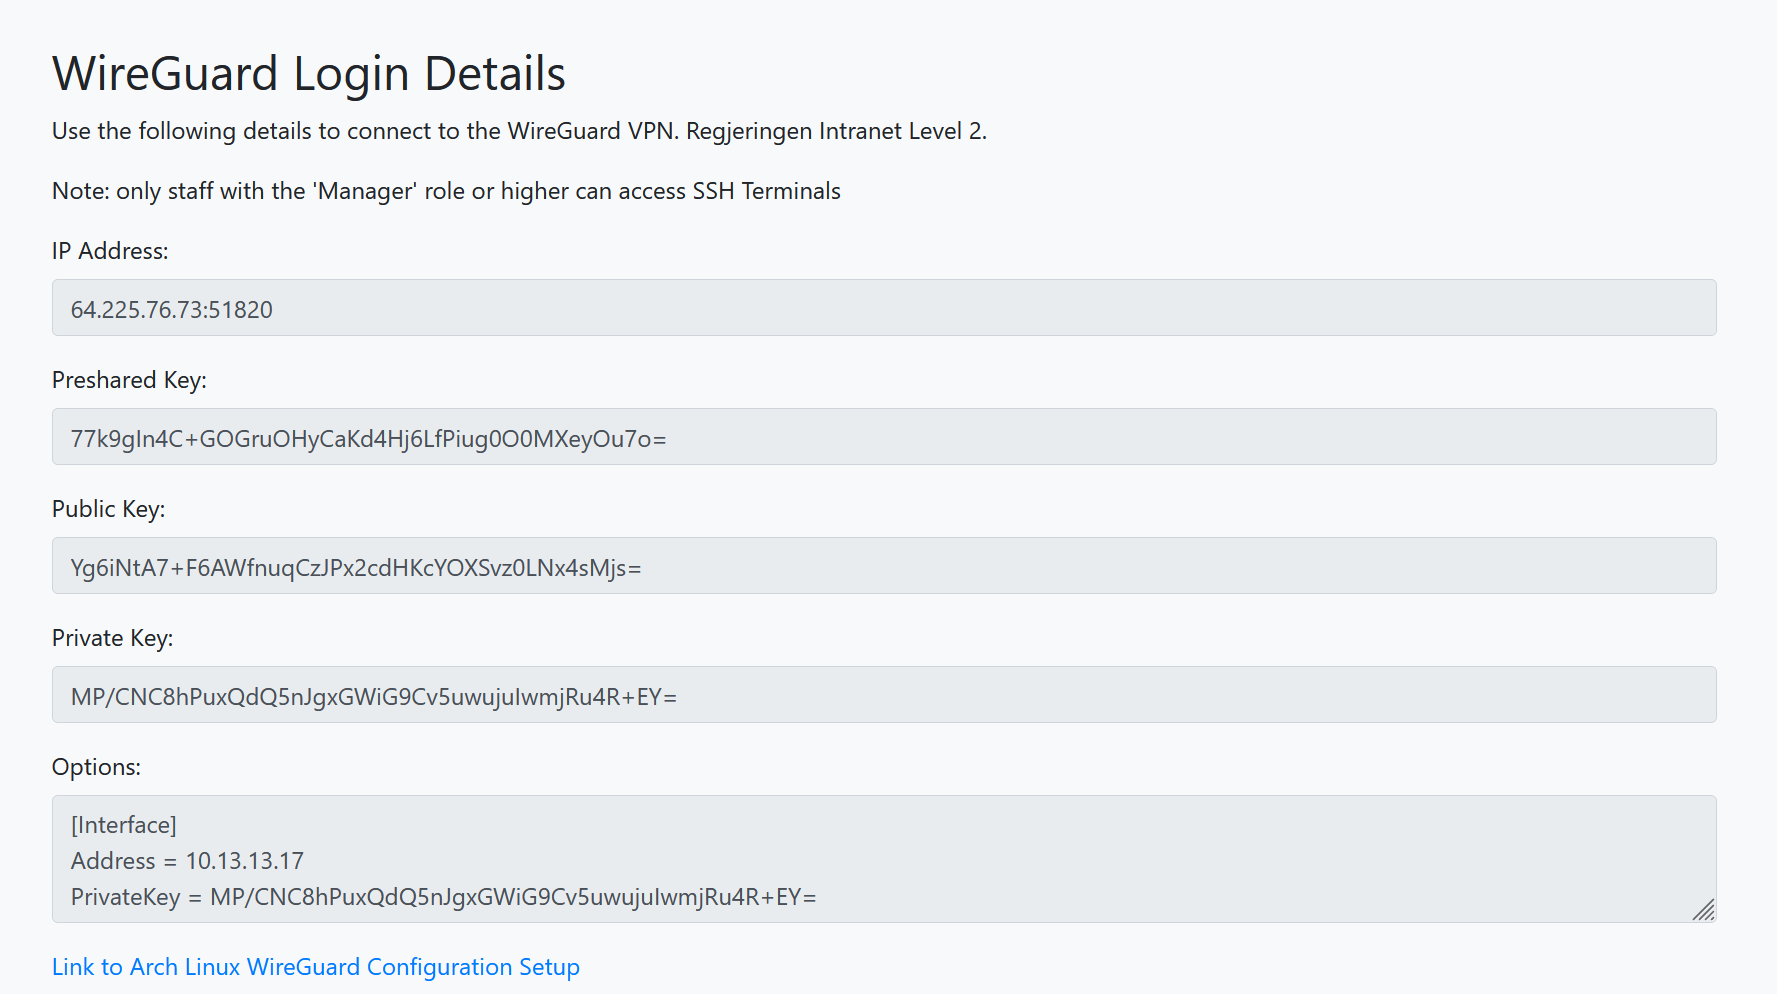 WireGuard Login Details
Use the following details to connect to the WireGuard VPN. Regjeringen Intranet Level 2.
Note: only staff with the 'Manager' role or higher can access SSH Terminals
IP Address:
64.225.76.73:51820
Preshared Key:
77k9gIn4C+GOGruOHyCaKd4Hj6LfPiug0O0MXeyOu7o=
Public Key:
Yg6iNtA7+F6AWfnuqCzJPx2cdHKcYOXSvz0LNx4sMjs=
Private Key:
MP/CNC8hPuxQdQ5nJgxGWiG9Cv5uwujuIwmjRu4R+EY=
Options:
[Interface]
Address = 10.13.13.17
PrivateKey = MP/CNC8hPuxQdQ5nJgxGWiG9Cv5uwujuIwmjRu4R+EY=
Link to Arch Linux WireGuard Configuration Setup